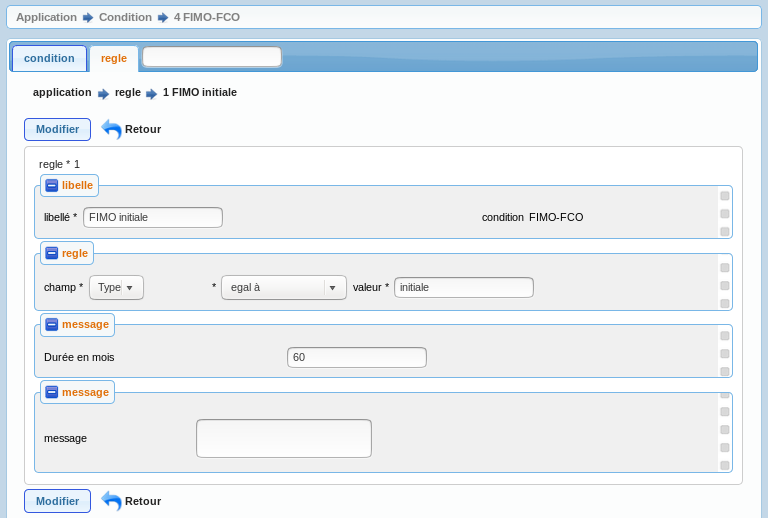 Application Condition 4 FIMO-FCO
condition regle
application regle 1 FIMO initiale
Modifier Retour
regle * 1
libelle
libellé * FIMO initiale condition FIMO-FCO
regle
champ * Type * egal à valeur * initiale
message
Durée en mois 60
message
message
Modifier Retour